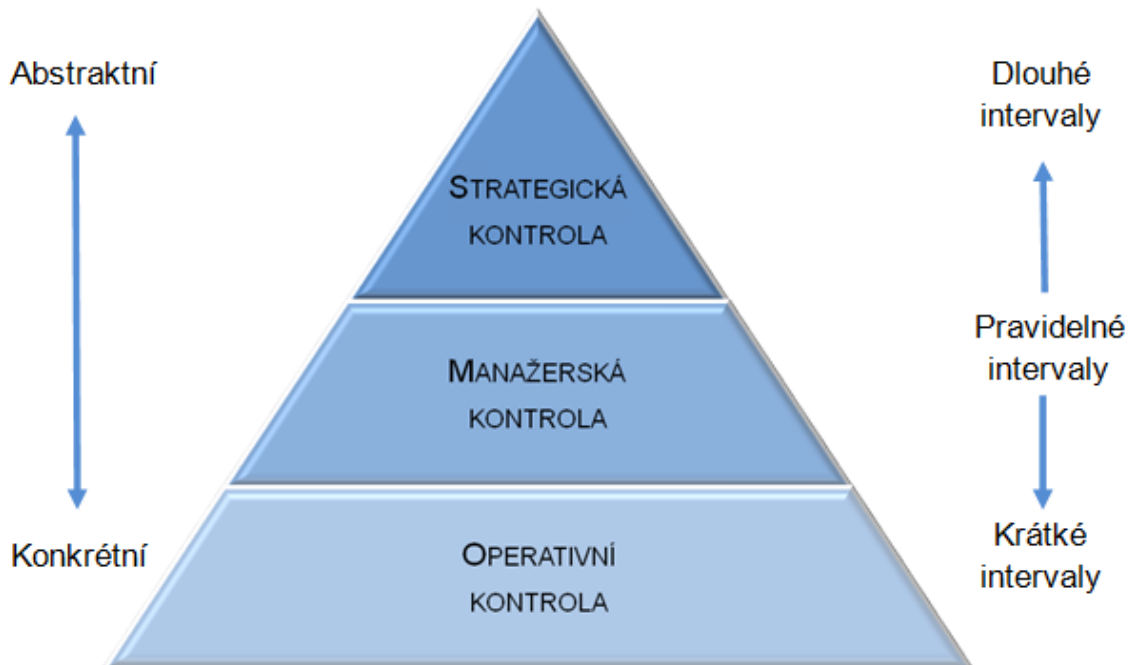 Abstraktní
Dlouhé
intervaly
STRATEGICKÁ
KONTROLA
Pravidelné
intervaly
MANAŽERSKÁ
KONTROLA
Konkrétní
Krátké
intervaly
OPERATIVNÍ
KONTROLA